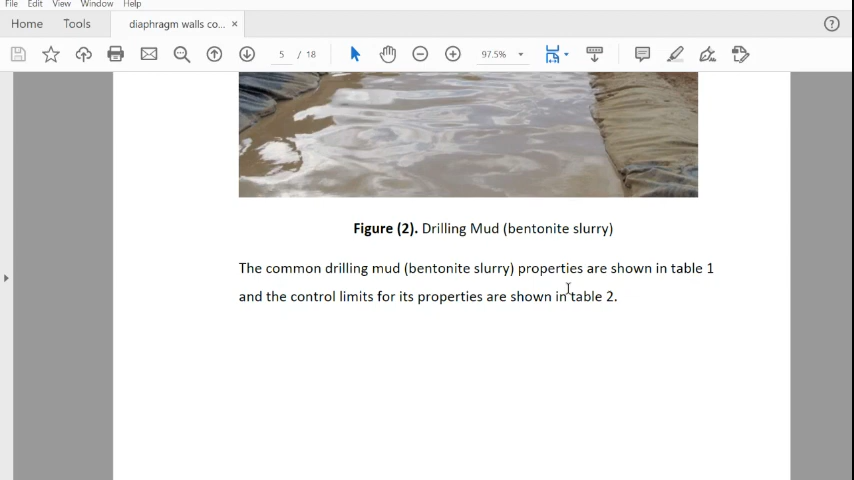 File Edit View Window Help
Home Tools diaphragm walls co... ×
5 / 18 97.5%
Figure (2). Drilling Mud (bentonite slurry)
The common drilling mud (bentonite slurry) properties are shown in table 1
and the control limits for its properties are shown in table 2.